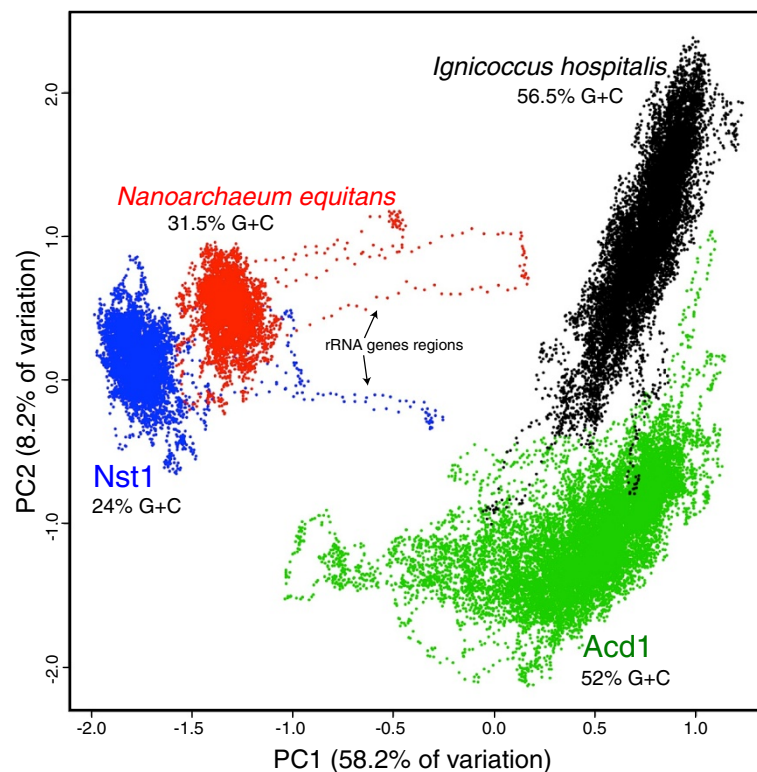 Ignicoccus hospitalis
56.5% G+C
Nanoarchaeum equitans
31.5% G+C
rRNA genes regions
Nst1
24% G+C
Acd1
52% G+C
PC2 (8.2% of variation)
2.0
1.0
0.0
-1.0
-2.0
-2.0 -1.5 -1.0 -0.5 0.0 0.5 1.0
PC1 (58.2% of variation)